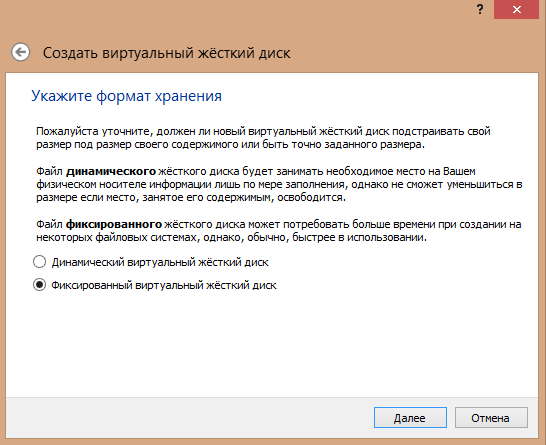 ?
Создать виртуальный жёсткий диск
Укажите формат хранения
Пожалуйста уточните, должен ли новый виртуальный жёсткий диск подстраивать свой
размер под размер своего содержимого или быть точно заданного размера.
Файл динамического жёсткого диска будет занимать необходимое место на Вашем
физическом носителе информации лишь по мере заполнения, однако не сможет уменьшиться в
размере если место, занятое его содержимым, освободится.
Файл фиксированного жёсткого диска может потребовать больше времени при создании на
некоторых файловых системах, однако, обычно, быстрее в использовании.
Динамический виртуальный жёсткий диск
Фиксированный виртуальный жёсткий диск
Далее
Отмена